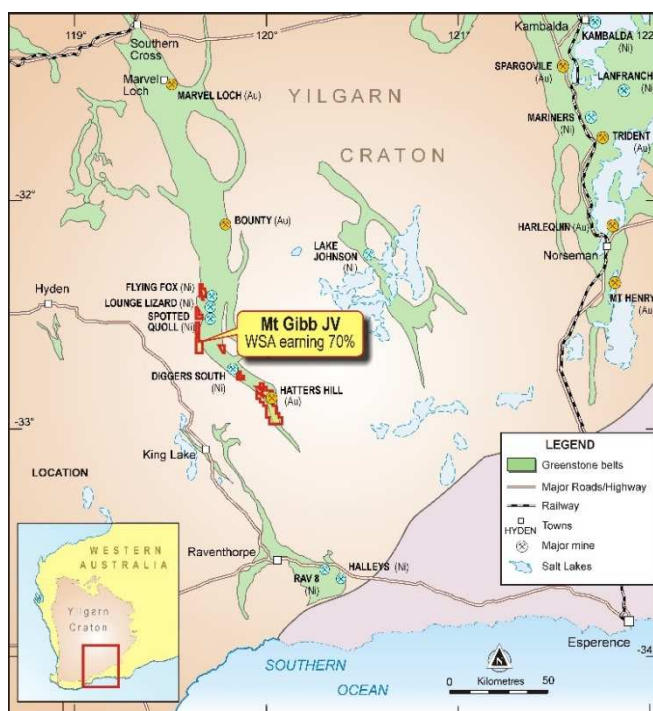 119°
120°
121°
122°
Southern
Cross
Marvel
Loch
MARVEL LOCH (Au)
YILGARN
CRATON
Kambalda
KAMBALDA
(Ni)
SPARGOVILE
(Au)
LANFRANCH
(Ni)
MARINERS
(Ni)
TRIDENT
(Au)
-32°
BOUNTY (Au)
LAKE
JOHNSON
(Ni)
HARLEQUIN (Au)
Norseman
MT HENRY
(Au)
Hyden
FLYING FOX (Ni)
LOUNGE LIZARD (Ni)
SPOTTED
QUOLL (Ni)
Mt Gibb JV
WSA earning 70%
DIGGERS SOUTH
(Ni)
HATTERS HILL
(Au)
-33°
King Lake
LOCATION
WESTERN
AUSTRALIA
Yilgarn
Craton
Raventhorpe
RAV 8
(Ni)
HALLEYS (Ni)
LEGEND
Greenstone belts
Major Roads/Highway
Railway
HYDEN
Towns
Major mine
Salt Lakes
Esperence
-34°
SOUTHERN
OCEAN
N
0
Kilometres
50